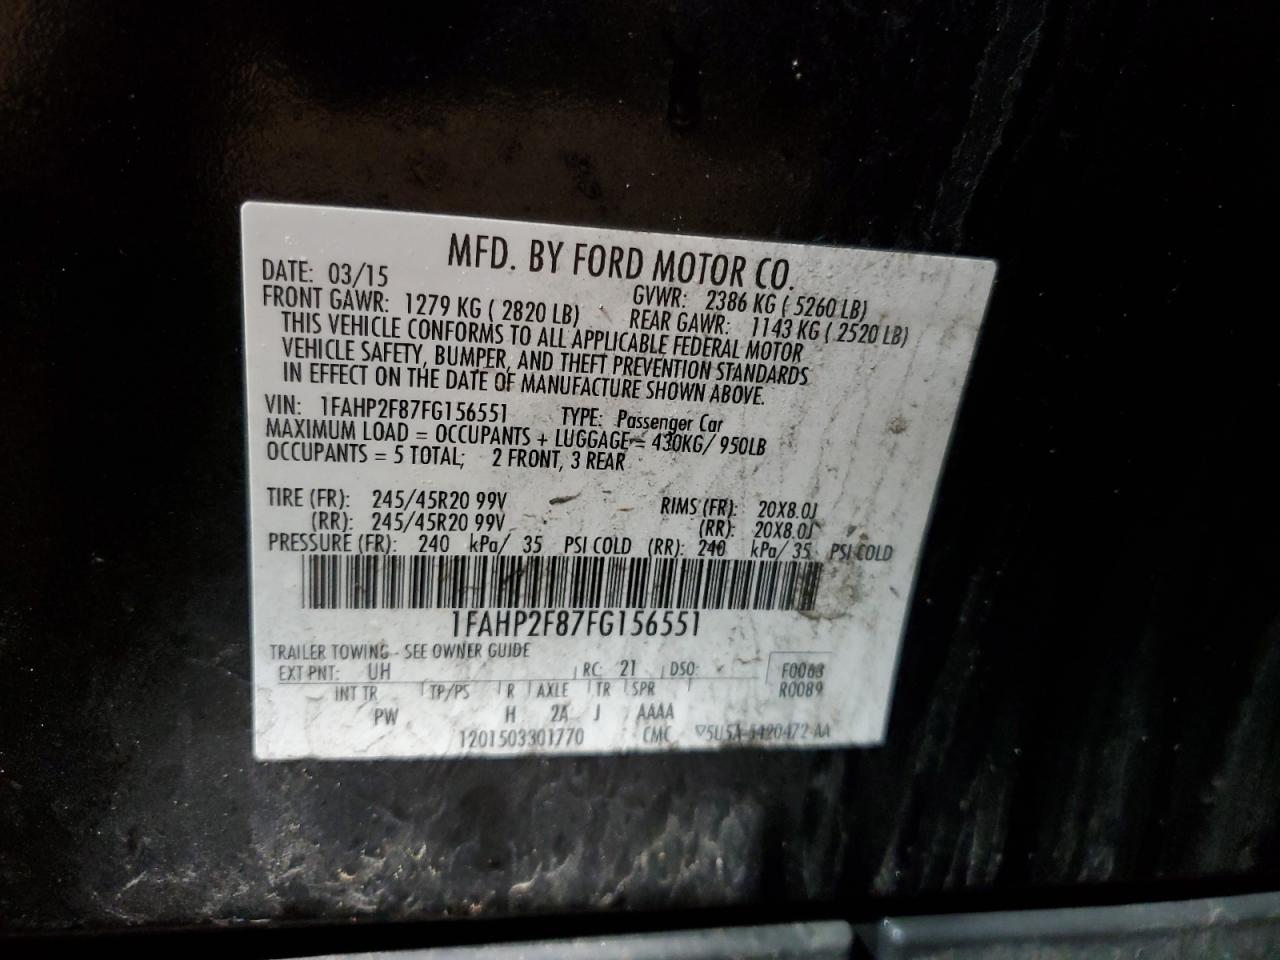 MFD. BY FORD MOTOR CO.
DATE: 03/15 GVWR: 2386 KG ( 5260 LB)
FRONT GAWR: 1279 KG ( 2820 LB) REAR GAWR: 1143 KG ( 2520 LB)
THIS VEHICLE CONFORMS TO ALL APPLICABLE FEDERAL MOTOR
VEHICLE SAFETY, BUMPER, AND THEFT PREVENTION STANDARDS
IN EFFECT ON THE DATE OF MANUFACTURE SHOWN ABOVE.
VIN: 1FAHP2F87FG156551 TYPE: Passenger Car
MAXIMUM LOAD = OCCUPANTS + LUGGAGE = 430KG/ 950LB
OCCUPANTS = 5 TOTAL; 2 FRONT, 3 REAR
TIRE (FR): 245/45R20 99V RIMS (FR): 20X8.0J
(RR): 245/45R20 99V (RR): 20X8.0J
PRESSURE (FR): 240 kPa/ 35 PSI COLD (RR): 240 kPa/ 35 PSI COLD
1FAHP2F87FG156551
TRAILER TOWING - SEE OWNER GUIDE
EXT PNT: UH RC: 21 DSO: F0063
INT TR TP/PS R AXLE TR SPR R0089
PW H 2A J AAAA
1201503301770 CMC ▽5U5A-5420472-AA